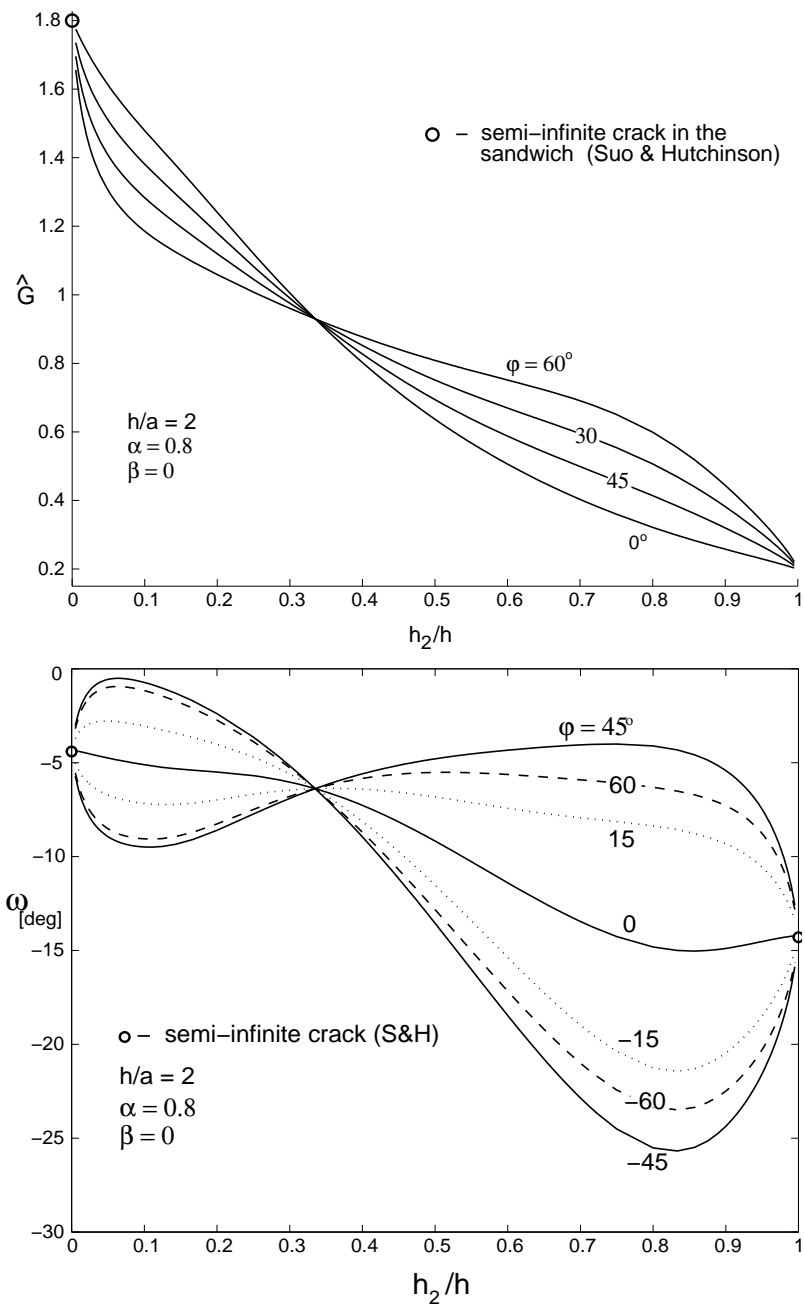 1.8
1.6
1.4
1.2
1
0.8
0.6
0.4
0.2
^
G
– semi–infinite crack in the
sandwich (Suo & Hutchinson)
φ = 60°
30
45
0°
h/a = 2
α = 0.8
β = 0
0 0.1 0.2 0.3 0.4 0.5 0.6 0.7 0.8 0.9 1
h₂/h
0
−5
−10
−15
−20
−25
−30
ω
[deg]
φ = 45°
60
15
0
−15
−60
−45
– semi–infinite crack (S&H)
h/a = 2
α = 0.8
β = 0
0 0.1 0.2 0.3 0.4 0.5 0.6 0.7 0.8 0.9 1
h₂/h